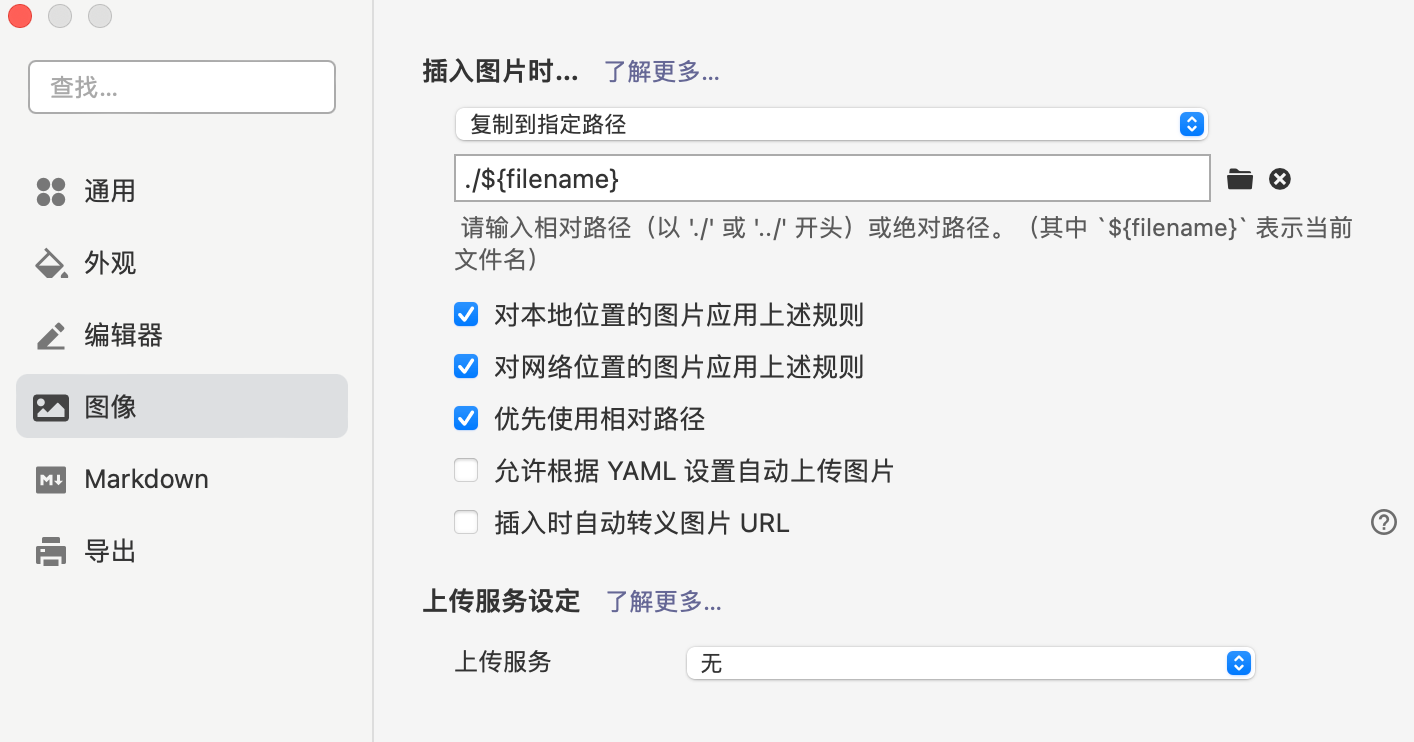 查找...
通用
外观
编辑器
图像
Markdown
导出
插入图片时... 了解更多...
复制到指定路径
./${filename}
请输入相对路径（以 './' 或 '../' 开头）或绝对路径。（其中 `${filename}` 表示当前
文件名）
对本地位置的图片应用上述规则
对网络位置的图片应用上述规则
优先使用相对路径
允许根据 YAML 设置自动上传图片
插入时自动转义图片 URL
上传服务设定 了解更多...
上传服务 无